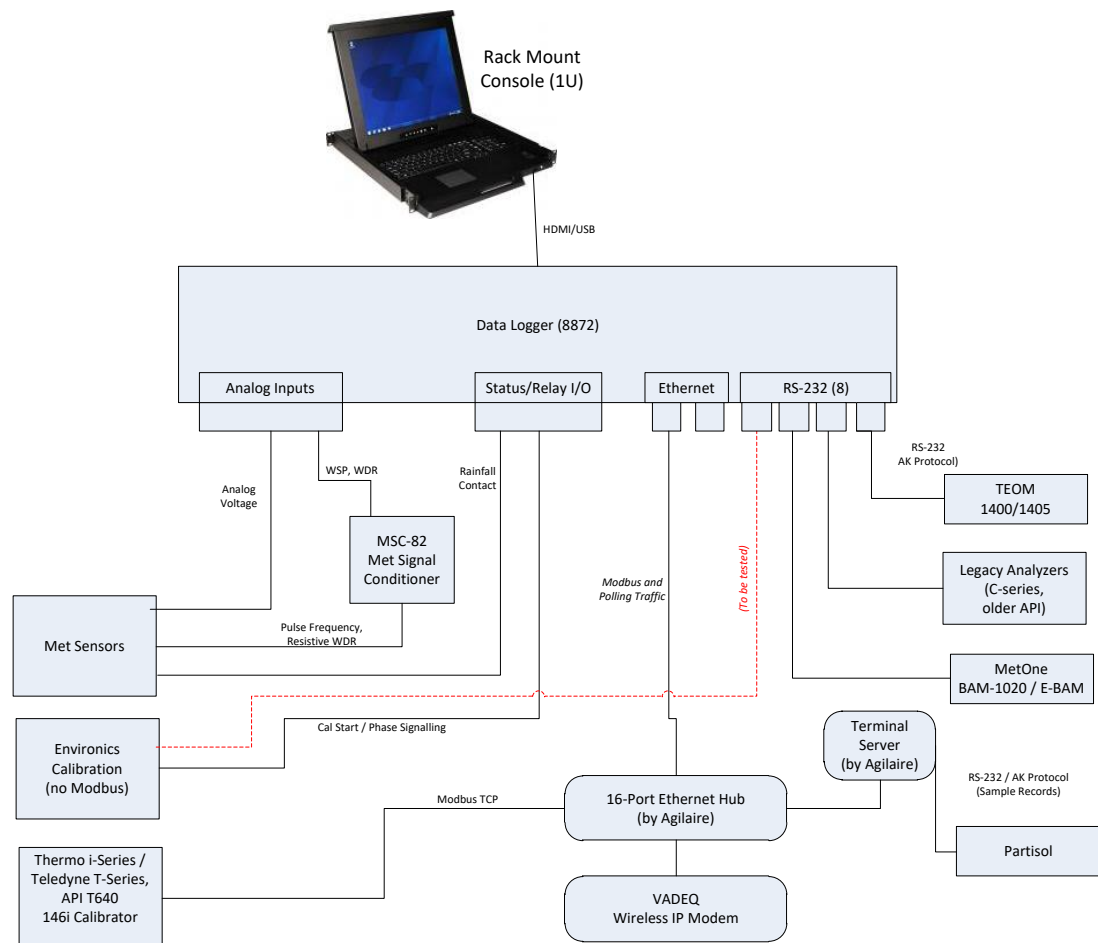 Rack Mount
Console (1U)
HDMI/USB
Data Logger (8872)
Analog Inputs
Status/Relay I/O
Ethernet
RS-232 (8)
WSP, WDR
Analog
Voltage
Rainfall
Contact
RS-232
AK Protocol)
TEOM
1400/1405
MSC-82
Met Signal
Conditioner
Modbus and
Polling Traffic
(To be tested)
Legacy Analyzers
(C-series,
older API)
Met Sensors
Pulse Frequency,
Resistive WDR
MetOne
BAM-1020 / E-BAM
Environics
Calibration
(no Modbus)
Cal Start / Phase Signalling
Terminal
Server
(by Agilaire)
RS-232 / AK Protocol
(Sample Records)
Modbus TCP
16-Port Ethernet Hub
(by Agilaire)
Partisol
Thermo i-Series /
Teledyne T-Series,
API T640
146i Calibrator
VADEQ
Wireless IP Modem